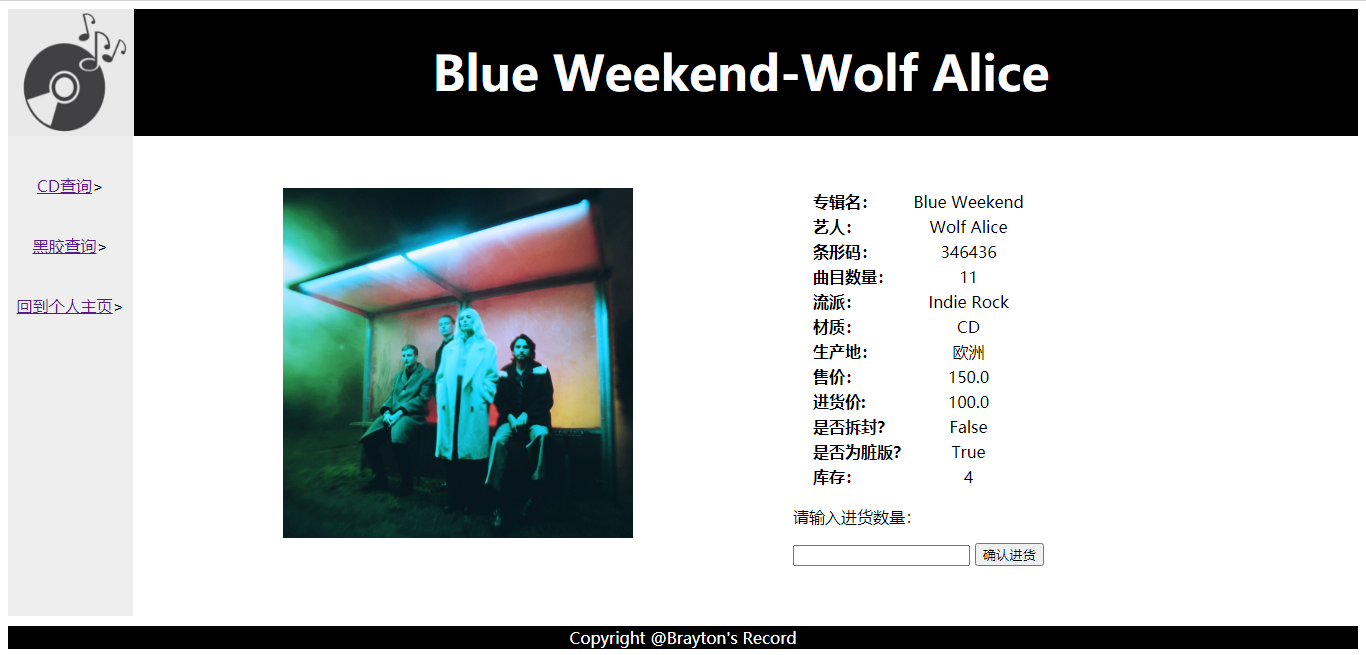 Blue Weekend-Wolf Alice
CD查询>
黑胶查询>
回到个人主页>
专辑名： Blue Weekend
艺人： Wolf Alice
条形码： 346436
曲目数量： 11
流派： Indie Rock
材质： CD
生产地： 欧洲
售价： 150.0
进货价: 100.0
是否拆封？ False
是否为脏版？ True
库存： 4
请输入进货数量：
确认进货
Copyright @Brayton's Record